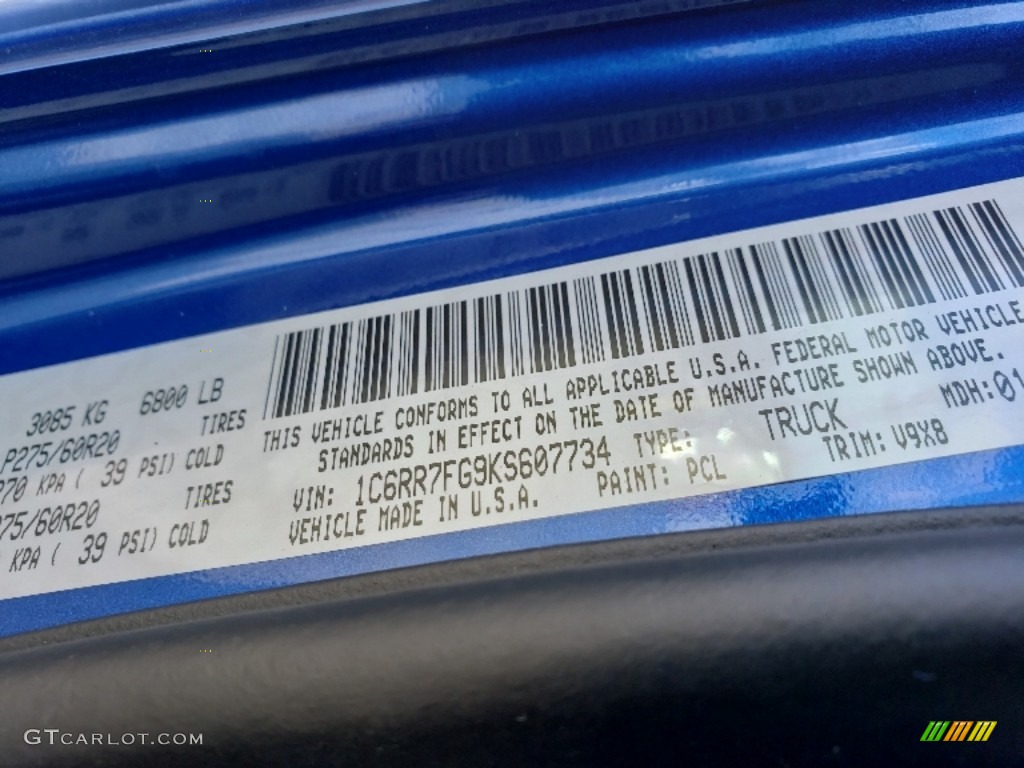 3085 KG 6800 LB
P275/60R20 TIRES
270 KPA ( 39 PSI) COLD
275/60R20 TIRES
KPA ( 39 PSI) COLD
THIS VEHICLE CONFORMS TO ALL APPLICABLE U.S.A. FEDERAL MOTOR VEHICLE
STANDARDS IN EFFECT ON THE DATE OF MANUFACTURE SHOWN ABOVE.
VIN: 1C6RR7FG9KS607734 TYPE: TRUCK MDH: 01
VEHICLE MADE IN U.S.A. PAINT: PCL TRIM: V9X8
GTCARLOT.COM